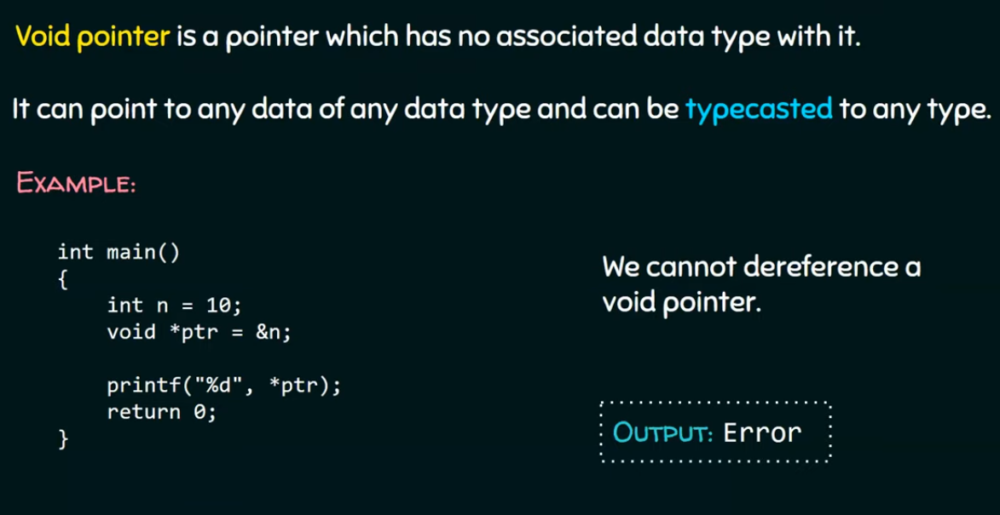 Void pointer is a pointer which has no associated data type with it.
It can point to any data of any data type and can be typecasted to any type.
EXAMPLE:
int main()
{
    int n = 10;
    void *ptr = &n;
    printf("%d", *ptr);
    return 0;
}
We cannot dereference a
void pointer.
OUTPUT: Error